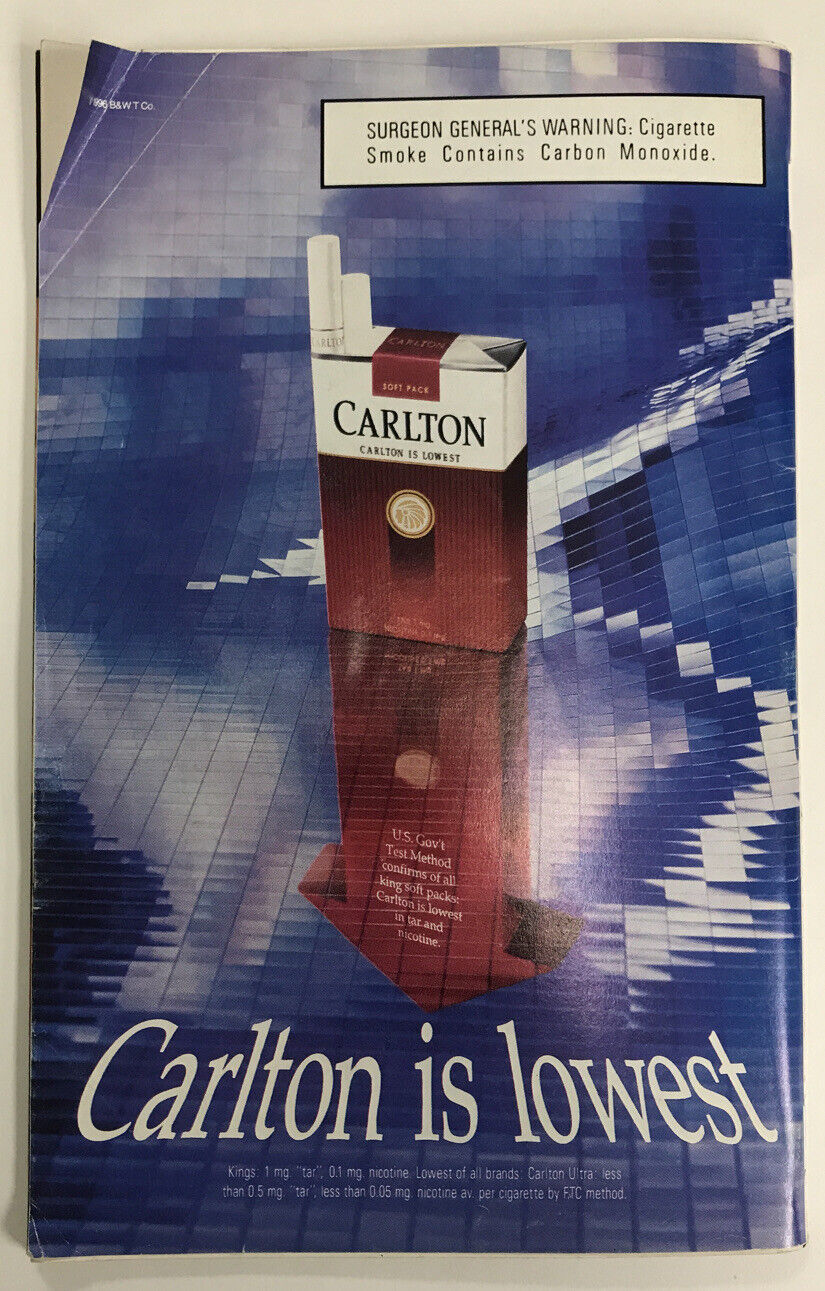 1996 B&W T Co.
SURGEON GENERAL'S WARNING: Cigarette
Smoke Contains Carbon Monoxide.
CARLTON
CARLTON
SOFT PACK
CARLTON
CARLTON IS LOWEST
U.S. Gov't
Test Method
confirms of all
king soft packs:
Carlton is lowest
in tar and
nicotine.
Carlton is lowest
Kings: 1 mg. "tar", 0.1 mg. nicotine. Lowest of all brands: Carlton Ultra: less
than 0.5 mg. "tar", less than 0.05 mg. nicotine av. per cigarette by FTC method.